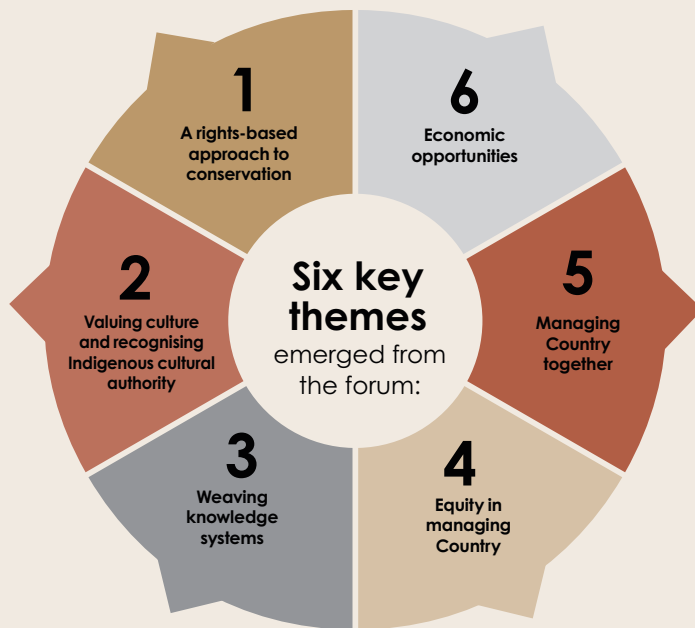 Six key
themes
emerged from
the forum:
1
A rights-based
approach to
conservation
2
Valuing culture
and recognising
Indigenous cultural
authority
3
Weaving
knowledge
systems
4
Equity in
managing
Country
5
Managing
Country
together
6
Economic
opportunities